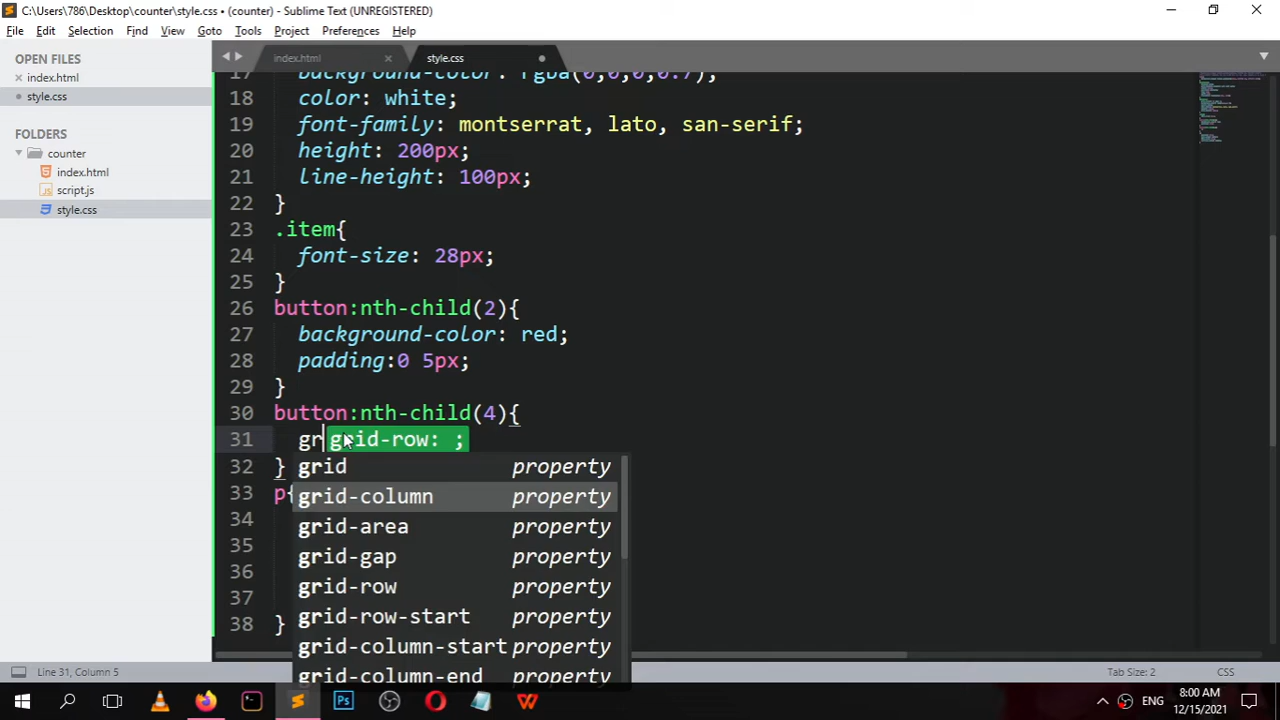 C:\Users\786\Desktop\counter\style.css • (counter) - Sublime Text (UNREGISTERED)
File Edit Selection Find View Goto Tools Project Preferences Help
OPEN FILES
index.html
style.css
FOLDERS
counter
index.html
script.js
style.css
index.html
style.css
17 background-color: rgba(0,0,0,0.7);
18 color: white;
19 font-family: montserrat, lato, san-serif;
20 height: 200px;
21 line-height: 100px;
22 }
23 .item{
24 font-size: 28px;
25 }
26 button:nth-child(2){
27 background-color: red;
28 padding:0 5px;
29 }
30 button:nth-child(4){
31 gr grid-row: ;
32 }
33 p{
34
35
36
37
38 }
grid property
grid-column property
grid-area property
grid-gap property
grid-row property
grid-row-start property
grid-column-start property
grid-column-end property
Line 31, Column 5
Tab Size: 2
CSS
ENG
8:00 AM
12/15/2021